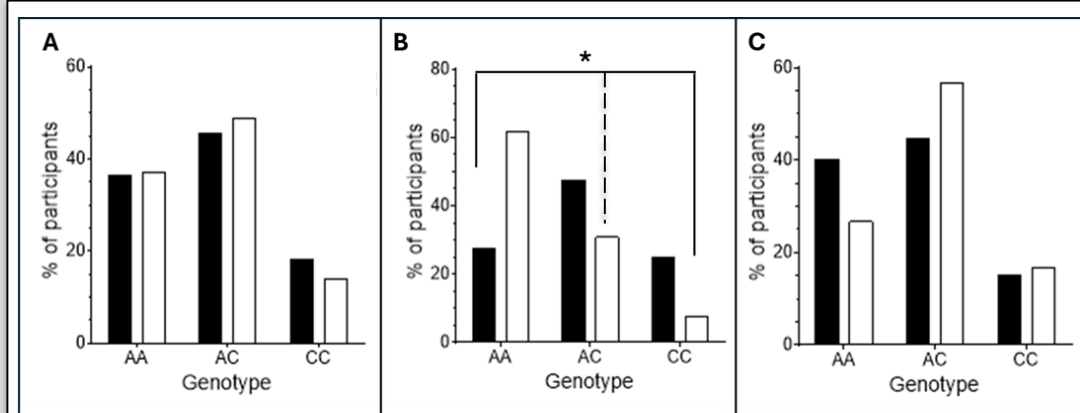 A
% of participants
60
40
20
0
AA AC CC
Genotype
B
*
% of participants
80
60
40
20
0
AA AC CC
Genotype
C
% of participants
60
40
20
0
AA AC CC
Genotype